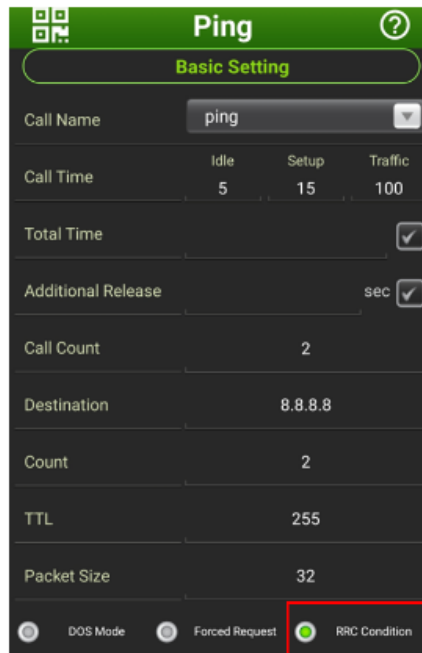 Ping
Basic Setting
Call Name ping
Idle Setup Traffic
Call Time 5 15 100
Total Time
Additional Release sec
Call Count 2
Destination 8.8.8.8
Count 2
TTL 255
Packet Size 32
DOS Mode Forced Request RRC Condition